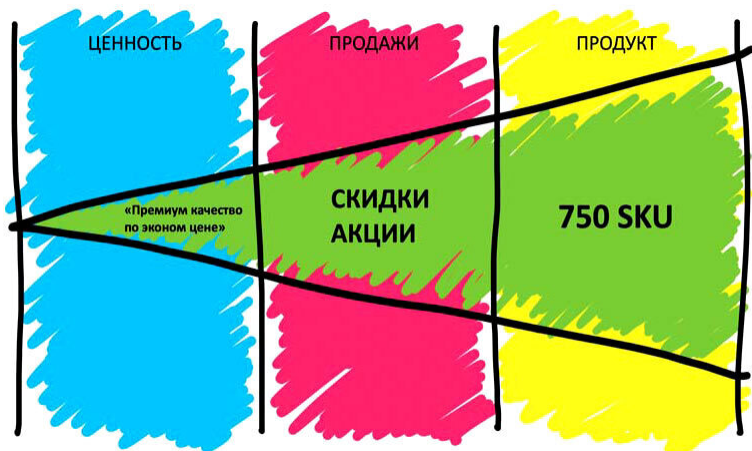 ЦЕННОСТЬ
ПРОДАЖИ
ПРОДУКТ
«Премиум качество
по эконом цене»
СКИДКИ
АКЦИИ
750 SKU